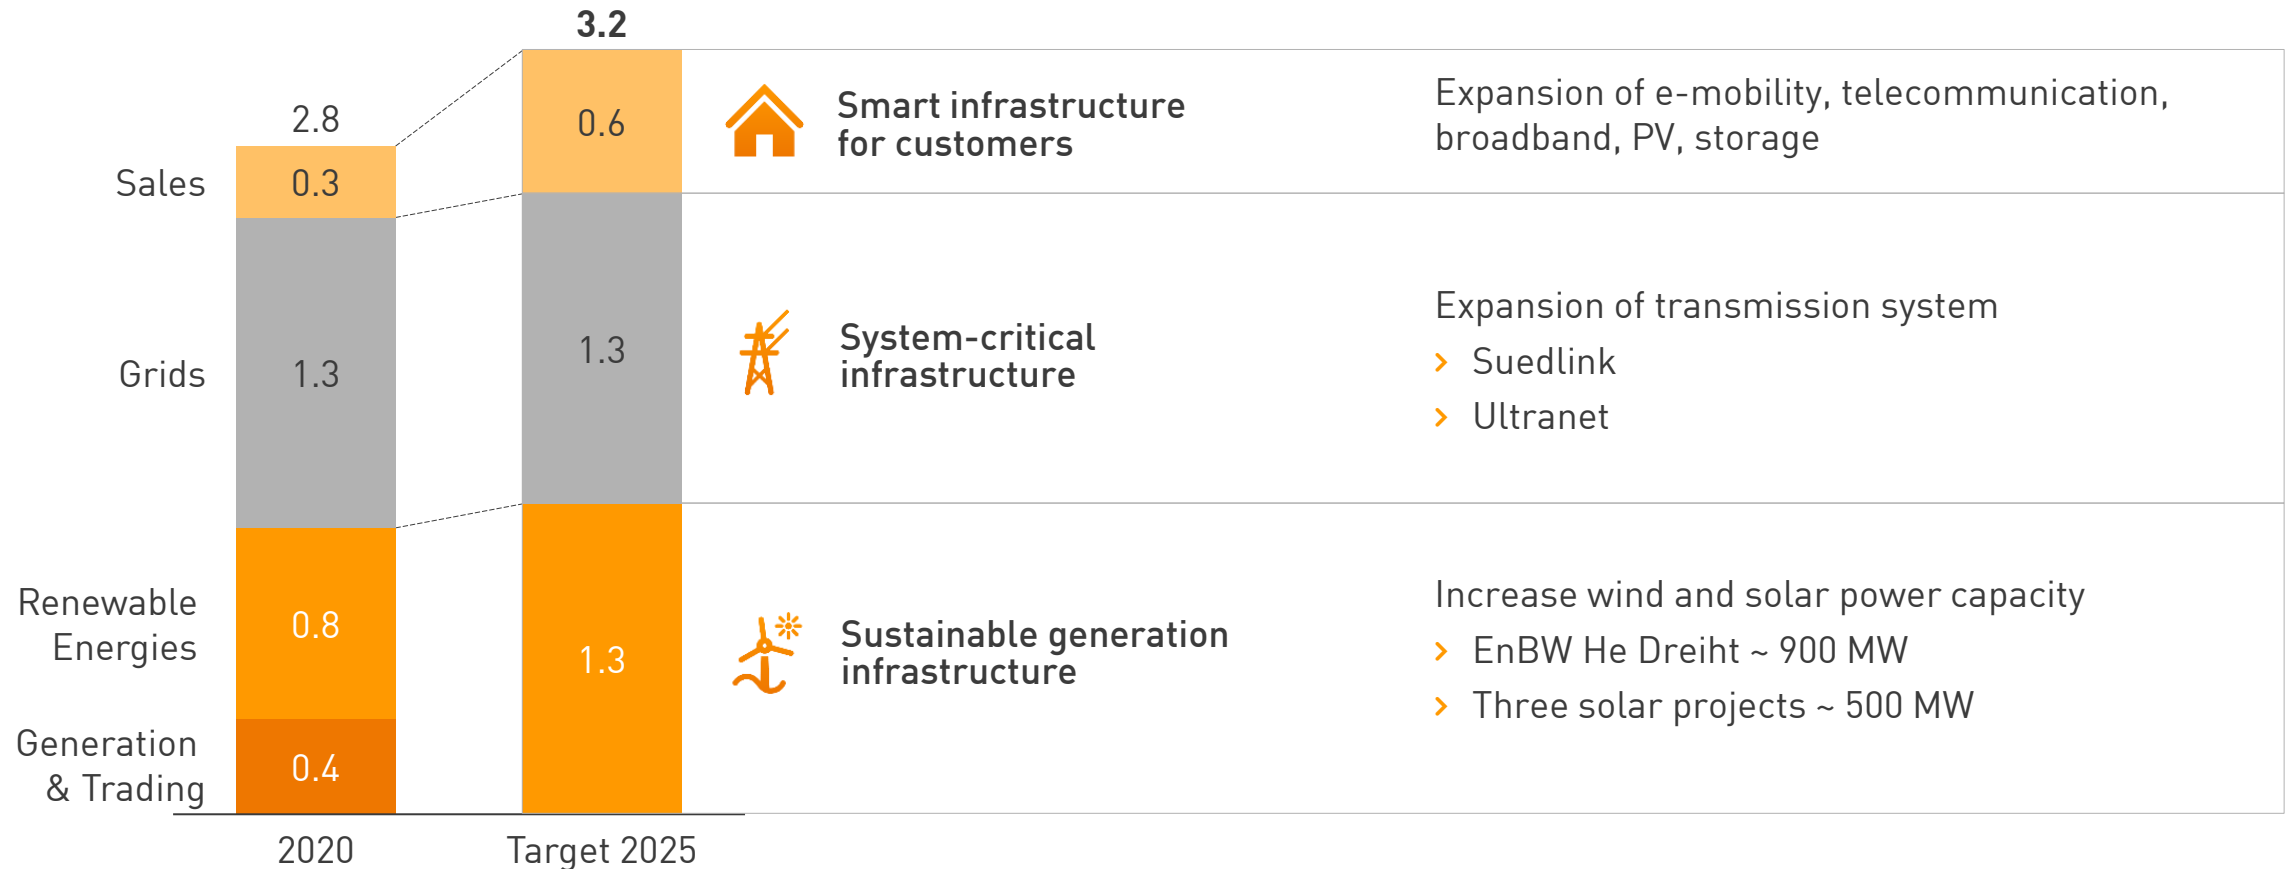 3.2
2.8
Sales
0.3
0.6
Smart infrastructure
for customers
Expansion of e-mobility, telecommunication,
broadband, PV, storage
Grids
1.3
1.3
System-critical
infrastructure
Expansion of transmission system
Suedlink
Ultranet
Renewable
Energies
0.8
Generation
& Trading
0.4
1.3
Sustainable generation
infrastructure
Increase wind and solar power capacity
EnBW He Dreiht ~ 900 MW
Three solar projects ~ 500 MW
2020
Target 2025